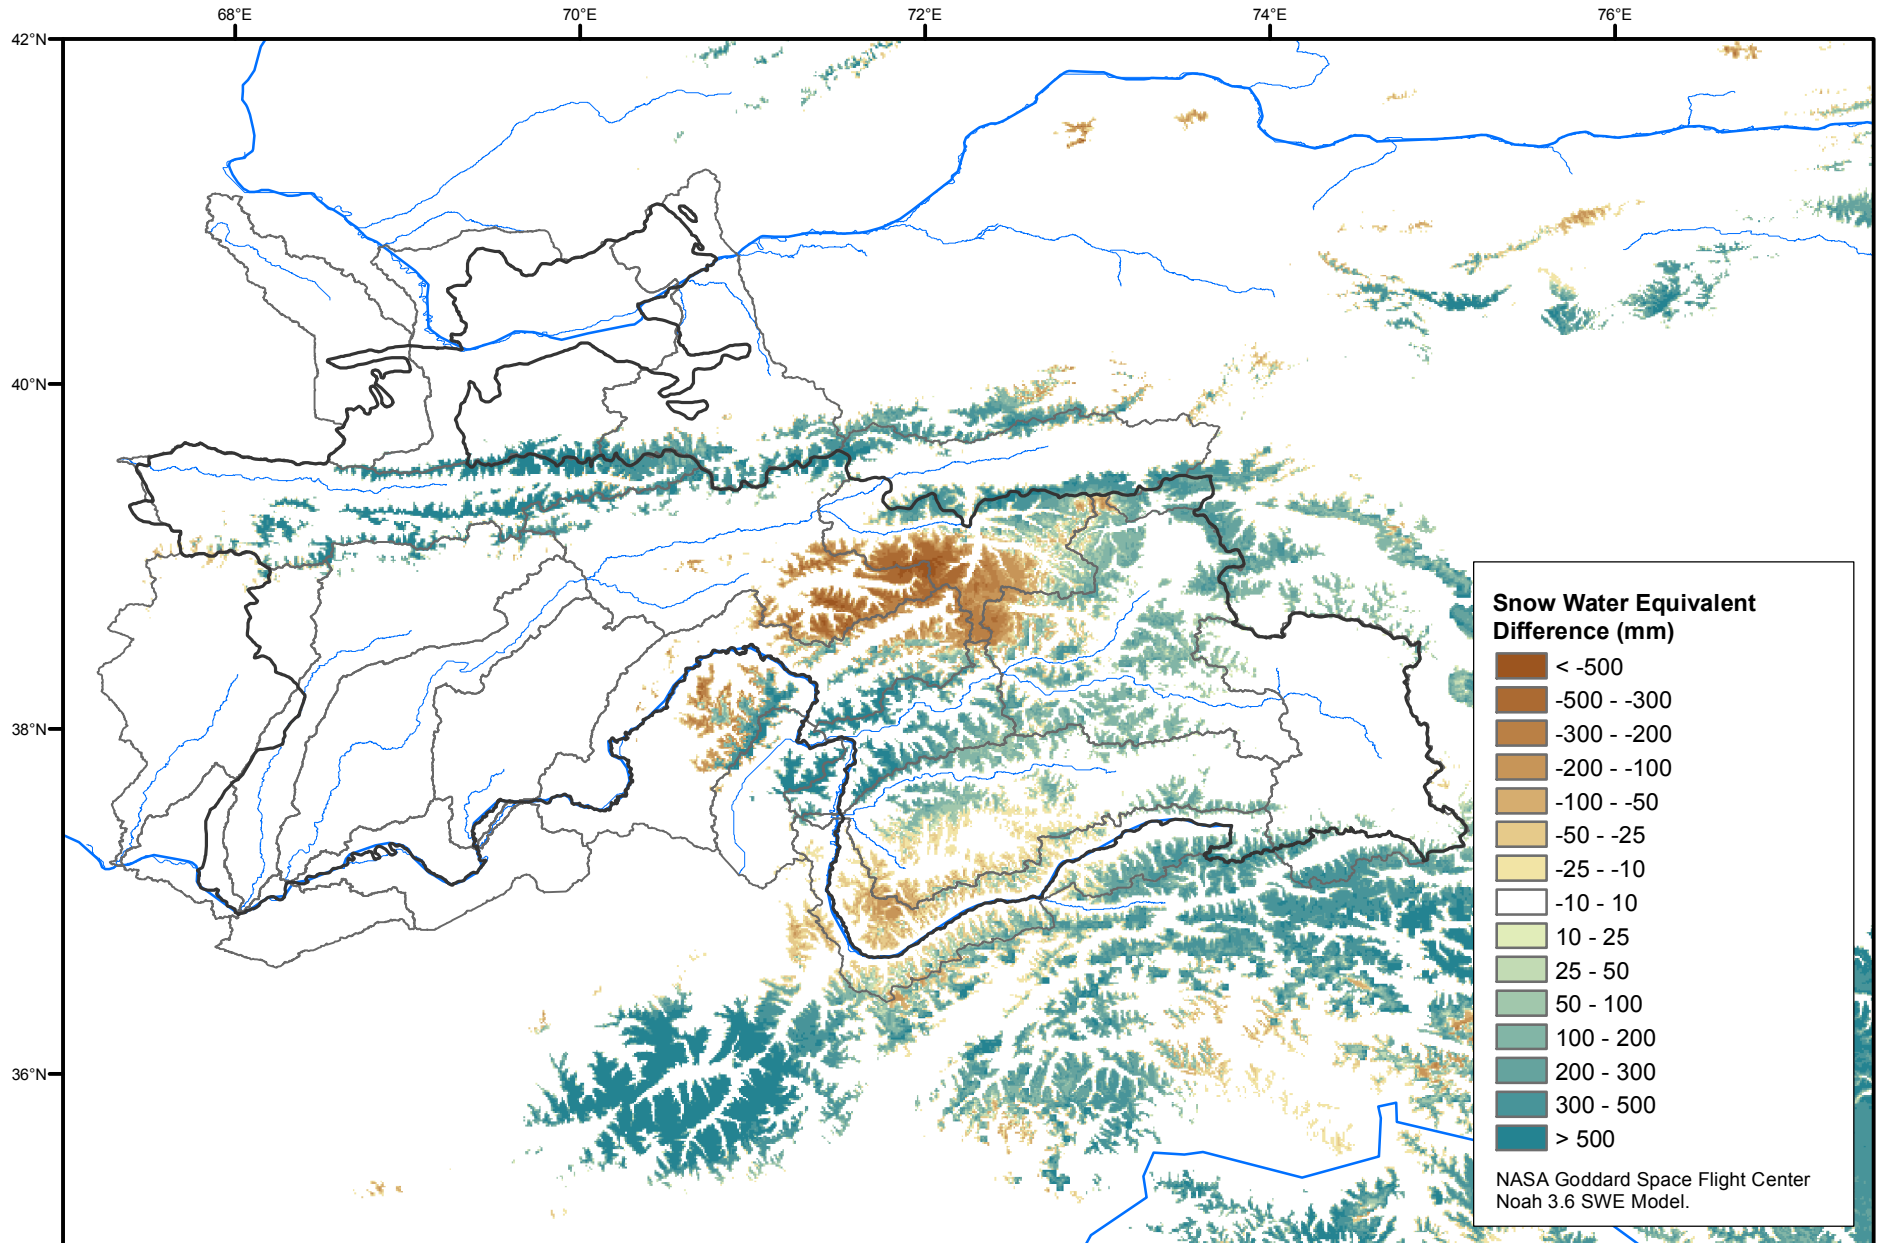 68°E
70°E
72°E
74°E
76°E
42°N
40°N
38°N
36°N
Snow Water Equivalent
Difference (mm)
< -500
-500 - -300
-300 - -200
-200 - -100
-100 - -50
-50 - -25
-25 - -10
-10 - 10
10 - 25
25 - 50
50 - 100
100 - 200
200 - 300
300 - 500
> 500
NASA Goddard Space Flight Center
Noah 3.6 SWE Model.